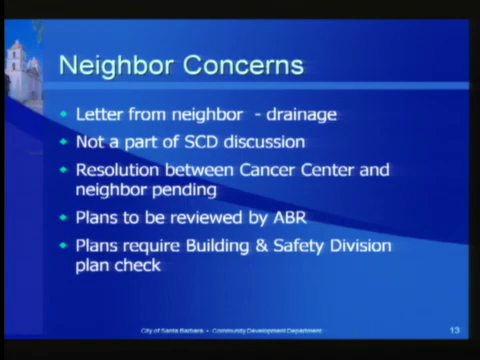 Neighbor Concerns
Letter from neighbor - drainage
Not a part of SCD discussion
Resolution between Cancer Center and
neighbor pending
Plans to be reviewed by ABR
Plans require Building & Safety Division
plan check
City of Santa Barbara • Community Development Department
13